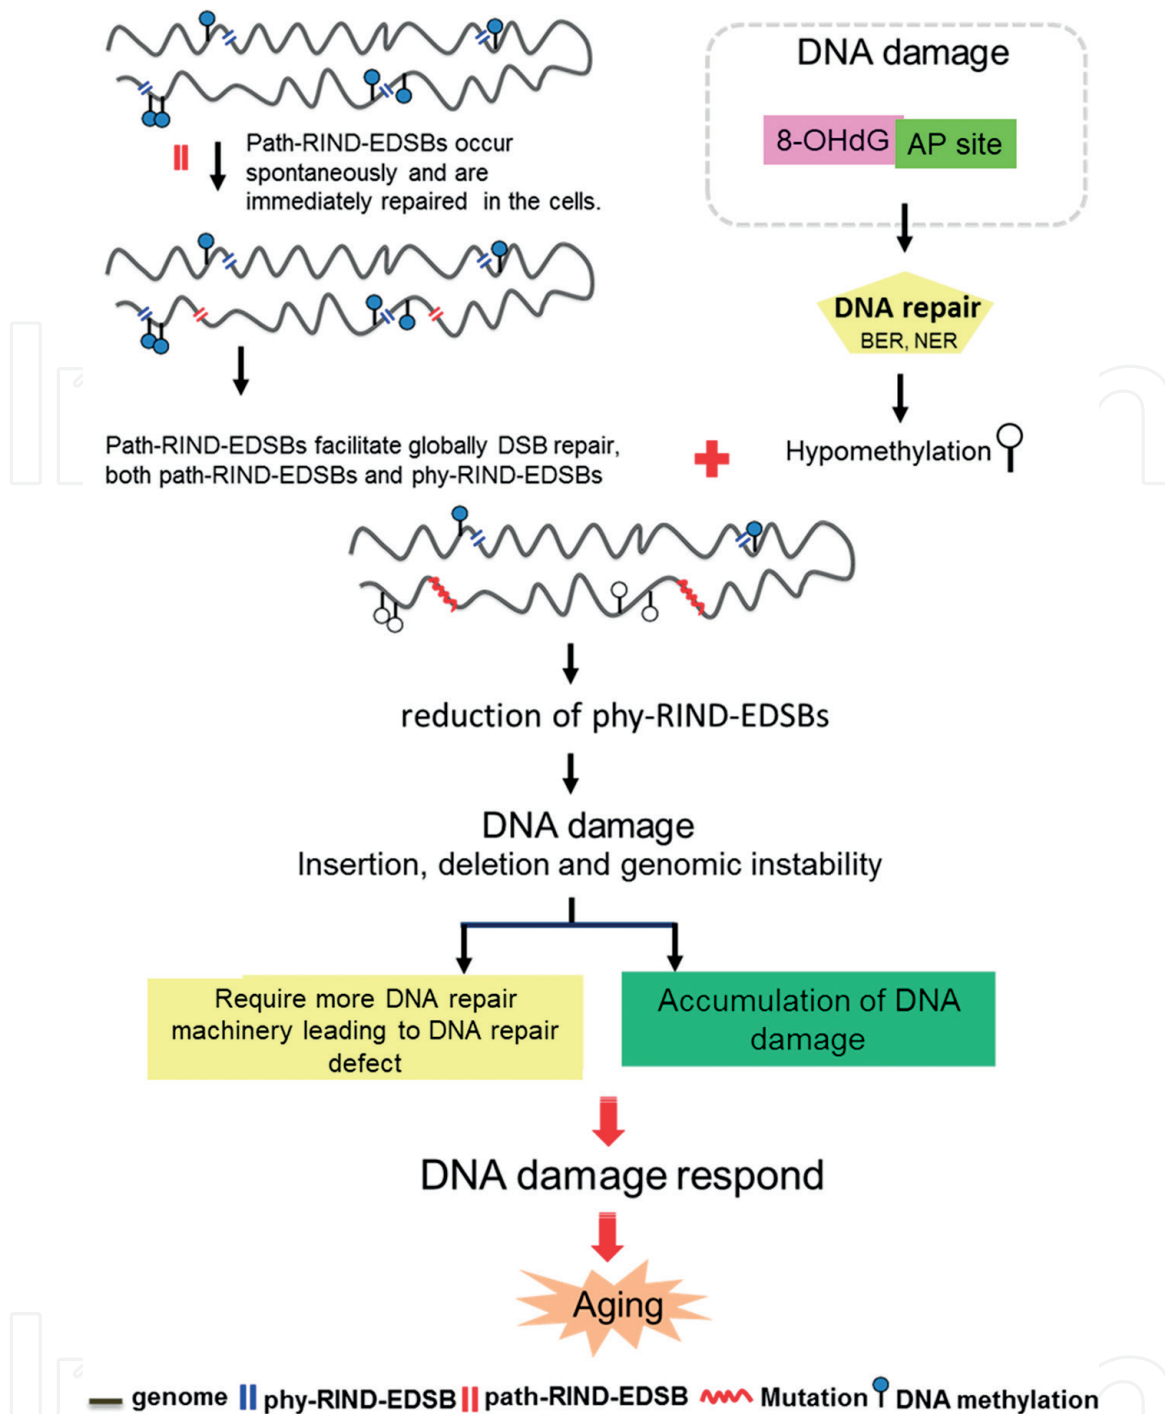 Path-RIND-EDSBs occur
spontaneously and are
immediately repaired in the cells.
DNA damage
8-OHdG
AP site
DNA repair
BER, NER
Hypomethylation
Path-RIND-EDSBs facilitate globally DSB repair,
both path-RIND-EDSBs and phy-RIND-EDSBs
reduction of phy-RIND-EDSBs
DNA damage
Insertion, deletion and genomic instability
Require more DNA repair
machinery leading to DNA repair
defect
Accumulation of DNA
damage
DNA damage respond
Aging
genome phy-RIND-EDSB path-RIND-EDSB Mutation DNA methylation